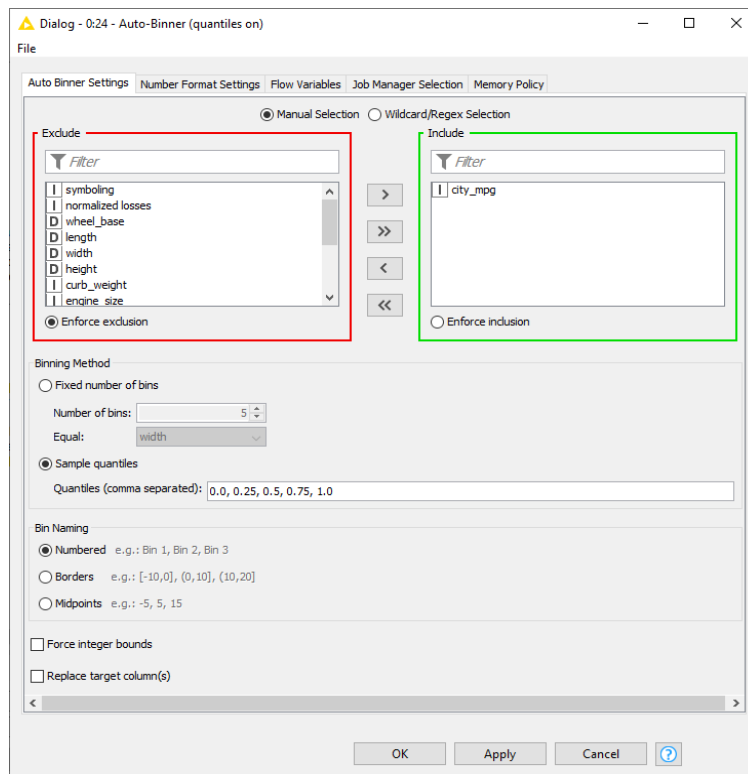 Dialog - 0:24 - Auto-Binner (quantiles on)
File
Auto Binner Settings Number Format Settings Flow Variables Job Manager Selection Memory Policy
Manual Selection Wildcard/Regex Selection
Exclude Include
Filter Filter
I symboling > I city_mpg
I normalized losses
D wheel_base
D length >>
D width
D height <
I curb_weight
I engine_size <<
Enforce exclusion Enforce inclusion
Binning Method
Fixed number of bins
Number of bins: 5
Equal: width
Sample quantiles
Quantiles (comma separated): 0.0, 0.25, 0.5, 0.75, 1.0
Bin Naming
Numbered e.g.: Bin 1, Bin 2, Bin 3
Borders e.g.: [-10,0], (0,10], (10,20]
Midpoints e.g.: -5, 5, 15
Force integer bounds
Replace target column(s)
OK Apply Cancel ?